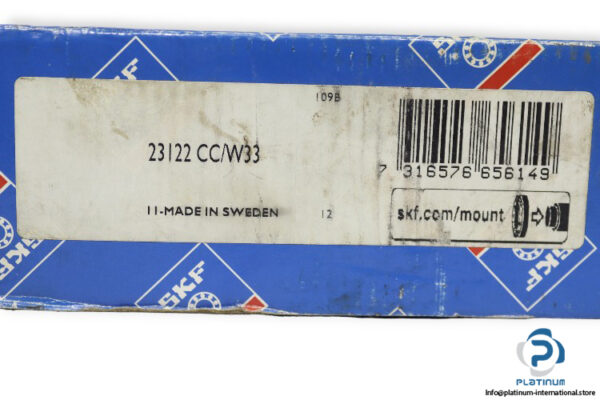 SKF
109B
23122 CC/W33
7 316576 656149
11-MADE IN SWEDEN
12
skf.com/mount
SKF
SKF
SKF
PLATINUM
Info@platinum-international.store